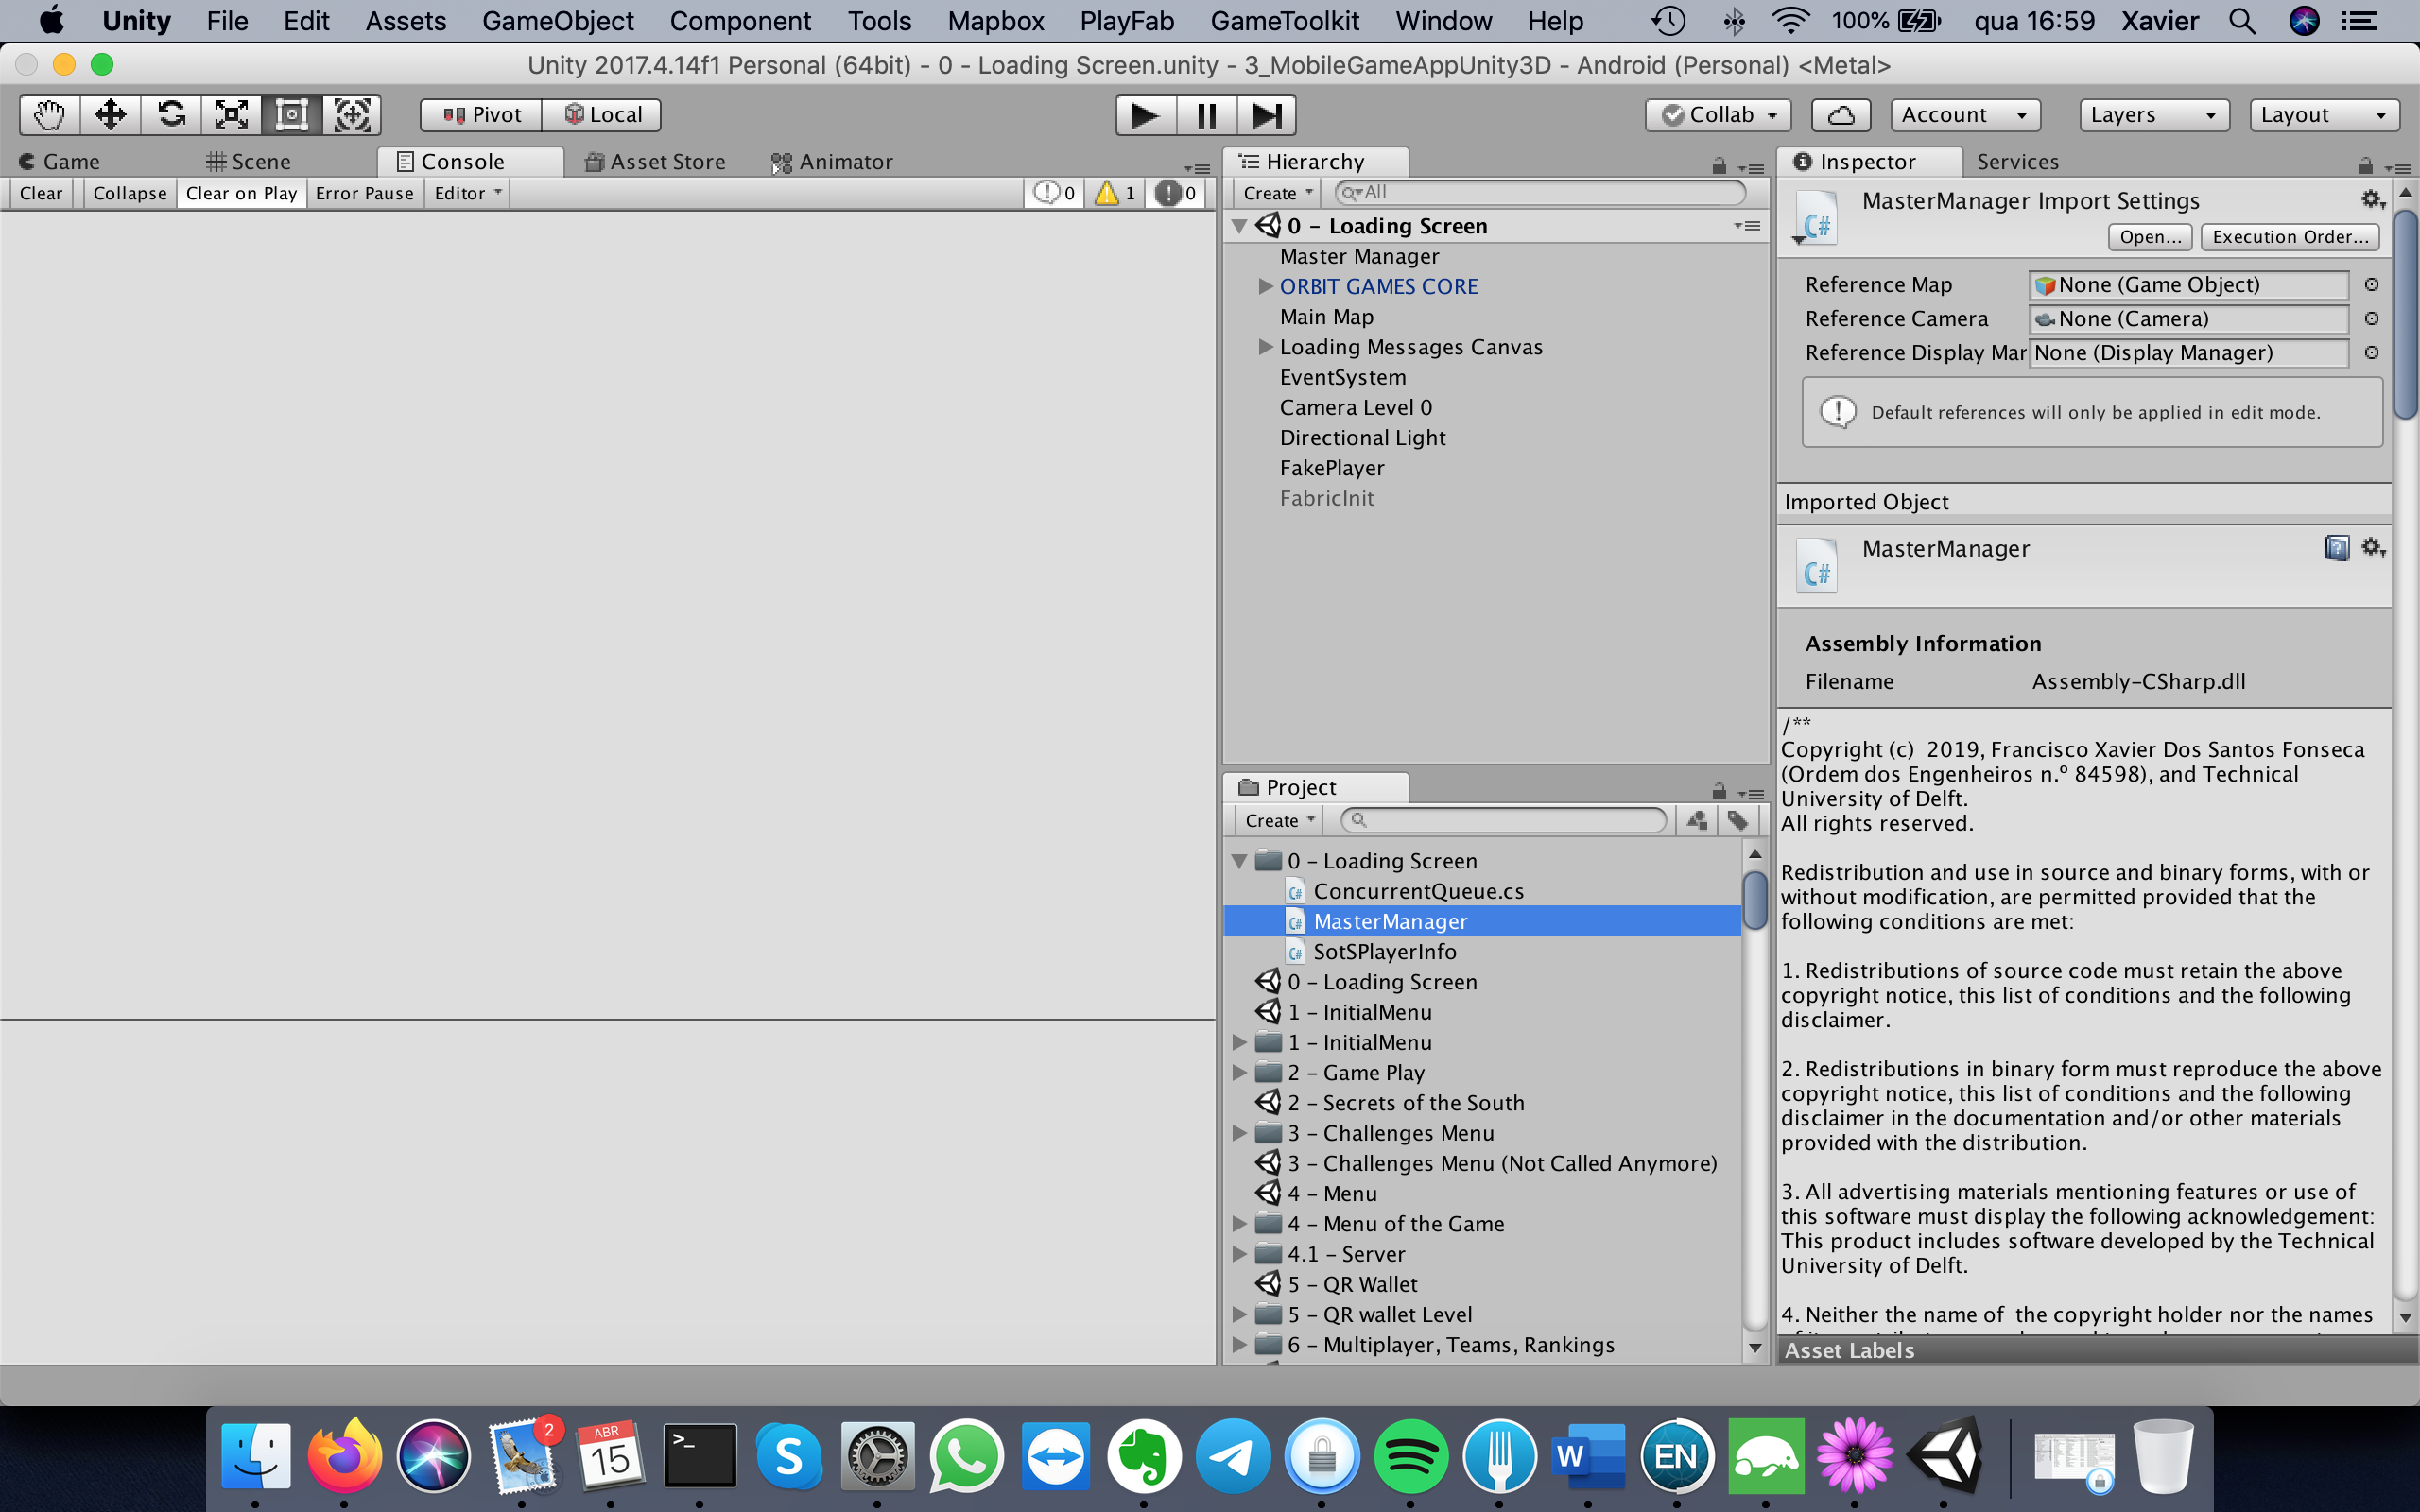 Unity File Edit Assets GameObject Component Tools Mapbox PlayFab GameToolkit Window Help 100% qua 16:59 Xavier
Unity 2017.4.14f1 Personal (64bit) - 0 - Loading Screen.unity - 3_MobileGameAppUnity3D - Android (Personal) <Metal>
Pivot Local Collab Account Layers Layout
Game Scene Console Asset Store Animator
Clear Collapse Clear on Play Error Pause Editor 0 1 0
Hierarchy
Create All
0 – Loading Screen
Master Manager
ORBIT GAMES CORE
Main Map
Loading Messages Canvas
EventSystem
Camera Level 0
Directional Light
FakePlayer
FabricInit
Project
Create
0 – Loading Screen
C# ConcurrentQueue.cs
C# MasterManager
C# SotSPlayerInfo
0 – Loading Screen
1 – InitialMenu
1 – InitialMenu
2 – Game Play
2 – Secrets of the South
3 – Challenges Menu
3 – Challenges Menu (Not Called Anymore)
4 – Menu
4 – Menu of the Game
4.1 – Server
5 – QR Wallet
5 – QR wallet Level
6 – Multiplayer, Teams, Rankings
Inspector Services
C# MasterManager Import Settings
Open... Execution Order...
Reference Map None (Game Object)
Reference Camera None (Camera)
Reference Display Mar None (Display Manager)
Default references will only be applied in edit mode.
Imported Object
C# MasterManager
Assembly Information
Filename Assembly-CSharp.dll
/**
Copyright (c)  2019, Francisco Xavier Dos Santos Fonseca
(Ordem dos Engenheiros n.º 84598), and Technical
University of Delft.
All rights reserved.
Redistribution and use in source and binary forms, with or
without modification, are permitted provided that the
following conditions are met:
1. Redistributions of source code must retain the above
copyright notice, this list of conditions and the following
disclaimer.
2. Redistributions in binary form must reproduce the above
copyright notice, this list of conditions and the following
disclaimer in the documentation and/or other materials
provided with the distribution.
3. All advertising materials mentioning features or use of
this software must display the following acknowledgement:
This product includes software developed by the Technical
University of Delft.
4. Neither the name of  the copyright holder nor the names
Asset Labels
2 ABR 15 >_ S W EN